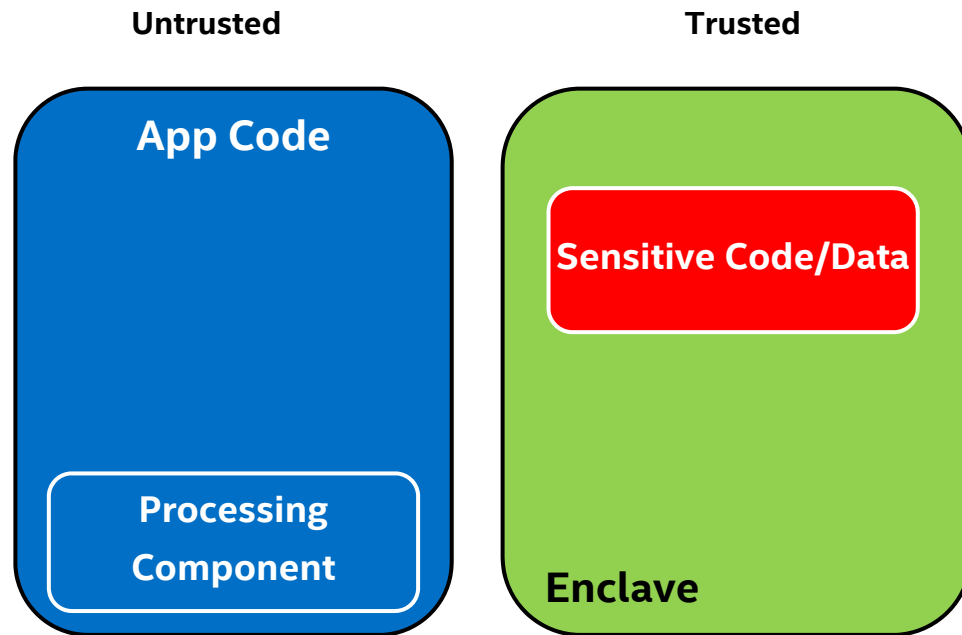 Untrusted
Trusted
App Code
Sensitive Code/Data
Processing
Component
Enclave